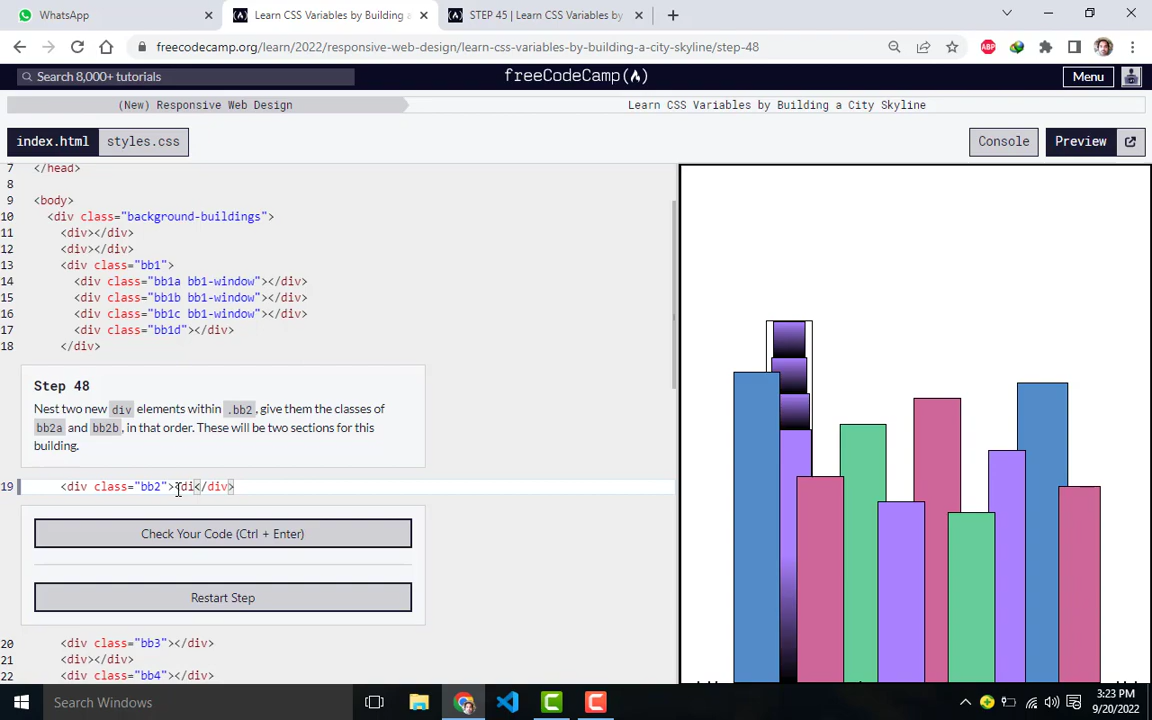 WhatsApp
Learn CSS Variables by Building a
STEP 45 | Learn CSS Variables by
freecodecamp.org/learn/2022/responsive-web-design/learn-css-variables-by-building-a-city-skyline/step-48
ABP
Search 8,000+ tutorials
freeCodeCamp
Menu
(New) Responsive Web Design
Learn CSS Variables by Building a City Skyline
index.html
styles.css
Console
Preview
7 </head>
8
9 <body>
10 <div class="background-buildings">
11 <div></div>
12 <div></div>
13 <div class="bb1">
14 <div class="bb1a bb1-window"></div>
15 <div class="bb1b bb1-window"></div>
16 <div class="bb1c bb1-window"></div>
17 <div class="bb1d"></div>
18 </div>
Step 48
Nest two new div elements within .bb2, give them the classes of
bb2a and bb2b, in that order. These will be two sections for this
building.
19 <div class="bb2"><di</div>
Check Your Code (Ctrl + Enter)
Restart Step
20 <div class="bb3"></div>
21 <div></div>
22 <div class="bb4"></div>
Search Windows
3:23 PM
9/20/2022